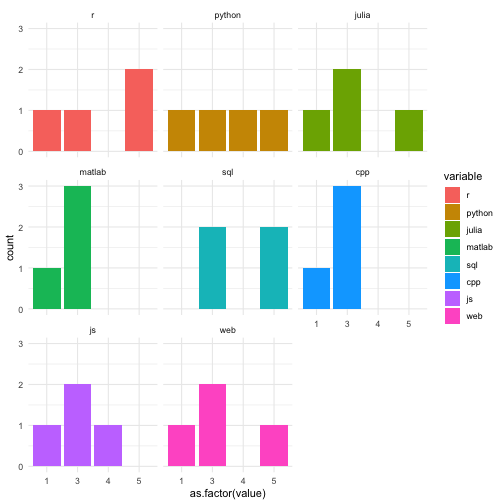 r python julia
3
2
1
0
variable
r
python
julia
matlab
sql
cpp
js
web
matlab sql cpp
3
2
1
0
count
1 3 4 5
js web
3
2
1
0
1 3 4 5 1 3 4 5
as.factor(value)